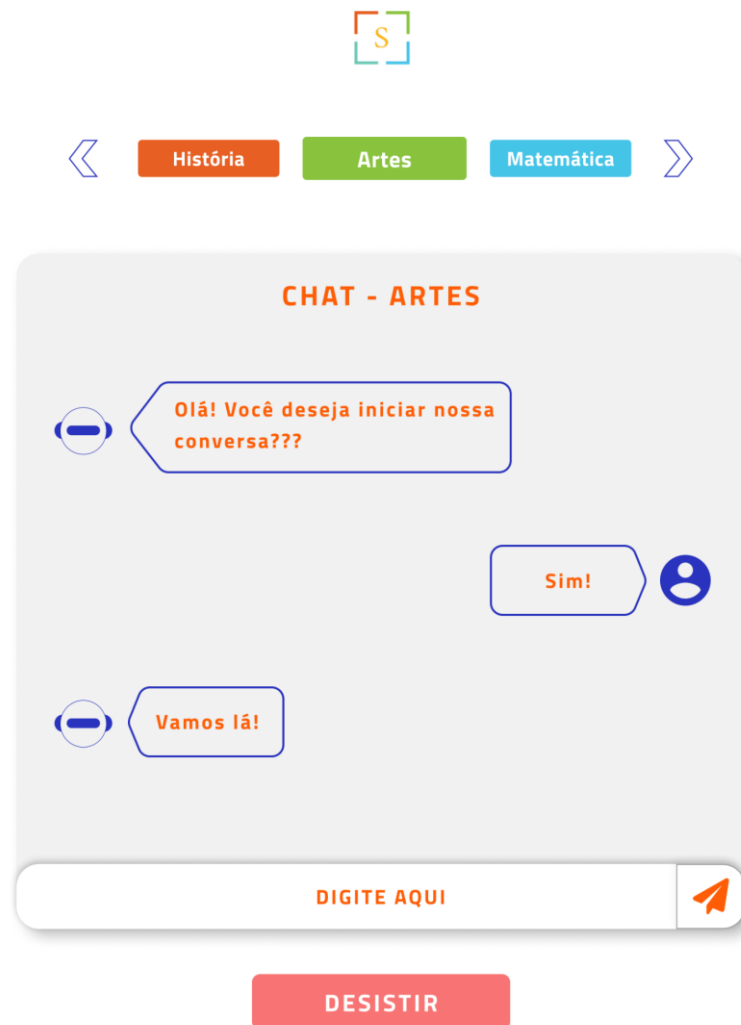 S
História
Artes
Matemática
CHAT - ARTES
Olá! Você deseja iniciar nossa
conversa???
Sim!
Vamos lá!
DIGITE AQUI
DESISTIR